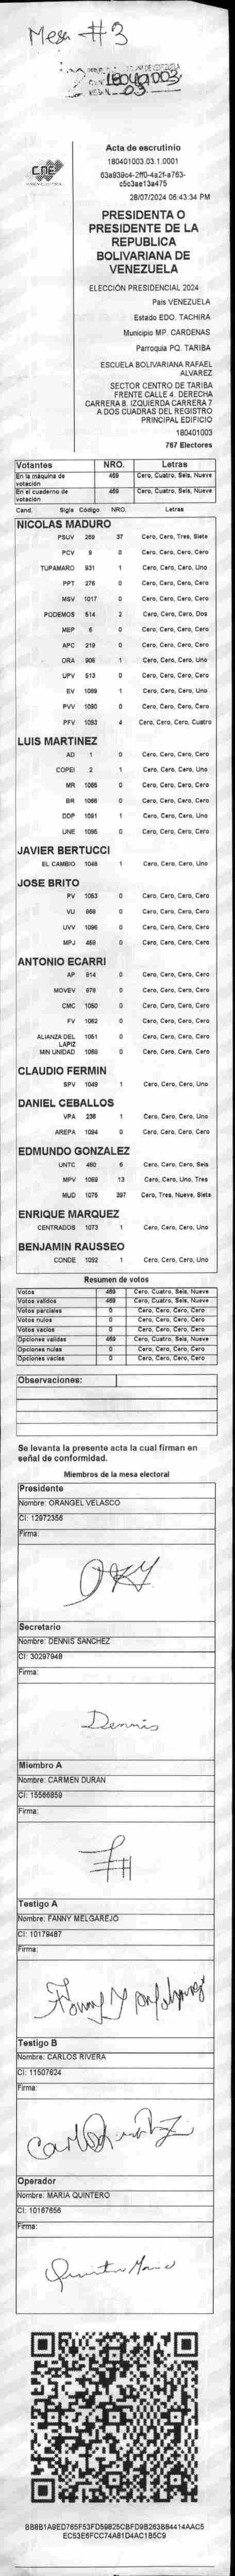 Mesa #3
180401003
03
CNE
Acta de escrutinio
180401003.03.1.0001
63a939c4-2ff0-4a2f-a763-
c5c3ae13a475
28/07/2024 06:43:34 PM
PRESIDENTA O
PRESIDENTE DE LA
REPUBLICA
BOLIVARIANA DE
VENEZUELA
ELECCIÓN PRESIDENCIAL 2024
País VENEZUELA
Estado EDO. TACHIRA
Municipio MP. CARDENAS
Parroquia PQ. TARIBA
ESCUELA BOLIVARIANA RAFAEL
ALVAREZ
SECTOR CENTRO DE TARIBA
FRENTE CALLE 4. DERECHA
CARRERA 8. IZQUIERDA CARRERA 7
A DOS CUADRAS DEL REGISTRO
PRINCIPAL EDIFICIO
180401003
767 Electores
Votantes NRO. Letras
En la máquina de votación 469 Cero, Cuatro, Seis, Nueve
En el cuaderno de votación 469 Cero, Cuatro, Seis, Nueve
Cand. Sigla Código NRO. Letras
NICOLAS MADURO
PSUV 269 37 Cero, Cero, Tres, Siete
PCV 9 0 Cero, Cero, Cero, Cero
TUPAMARO 931 1 Cero, Cero, Cero, Uno
PPT 276 0 Cero, Cero, Cero, Cero
MSV 1017 0 Cero, Cero, Cero, Cero
PODEMOS 514 2 Cero, Cero, Cero, Dos
MEP 6 0 Cero, Cero, Cero, Cero
APC 219 0 Cero, Cero, Cero, Cero
ORA 906 1 Cero, Cero, Cero, Uno
UPV 513 0 Cero, Cero, Cero, Cero
EV 1089 1 Cero, Cero, Cero, Uno
PVV 1090 0 Cero, Cero, Cero, Cero
PFV 1093 4 Cero, Cero, Cero, Cuatro
LUIS MARTINEZ
AD 1 0 Cero, Cero, Cero, Cero
COPEI 2 1 Cero, Cero, Cero, Uno
MR 1065 0 Cero, Cero, Cero, Cero
BR 1066 0 Cero, Cero, Cero, Cero
DDP 1091 1 Cero, Cero, Cero, Uno
UNE 1095 0 Cero, Cero, Cero, Cero
JAVIER BERTUCCI
EL CAMBIO 1048 1 Cero, Cero, Cero, Uno
JOSE BRITO
PV 1053 0 Cero, Cero, Cero, Cero
VU 868 0 Cero, Cero, Cero, Cero
UVV 1096 0 Cero, Cero, Cero, Cero
MPJ 459 0 Cero, Cero, Cero, Cero
ANTONIO ECARRI
AP 814 0 Cero, Cero, Cero, Cero
MOVEV 878 0 Cero, Cero, Cero, Cero
CMC 1050 0 Cero, Cero, Cero, Cero
FV 1062 0 Cero, Cero, Cero, Cero
ALIANZA DEL LAPIZ 1051 0 Cero, Cero, Cero, Cero
MIN UNIDAD 1068 0 Cero, Cero, Cero, Cero
CLAUDIO FERMIN
SPV 1049 1 Cero, Cero, Cero, Uno
DANIEL CEBALLOS
VPA 236 1 Cero, Cero, Cero, Uno
AREPA 1094 0 Cero, Cero, Cero, Cero
EDMUNDO GONZALEZ
UNTC 460 6 Cero, Cero, Cero, Seis
MPV 1069 13 Cero, Cero, Uno, Tres
MUD 1075 397 Cero, Tres, Nueve, Siete
ENRIQUE MARQUEZ
CENTRADOS 1073 1 Cero, Cero, Cero, Uno
BENJAMIN RAUSSEO
CONDE 1092 1 Cero, Cero, Cero, Uno
Resumen de votos
Votos 469 Cero, Cuatro, Seis, Nueve
Votos validos 469 Cero, Cuatro, Seis, Nueve
Votos parciales 0 Cero, Cero, Cero, Cero
Votos nulos 0 Cero, Cero, Cero, Cero
Votos vacios 0 Cero, Cero, Cero, Cero
Opciones validas 469 Cero, Cuatro, Seis, Nueve
Opciones nulas 0 Cero, Cero, Cero, Cero
Opciones vacias 0 Cero, Cero, Cero, Cero
Observaciones:
Se levanta la presente acta la cual firman en
señal de conformidad.
Miembros de la mesa electoral
Presidente
Nombre: ORANGEL VELASCO
CI: 12972356
Firma:
Secretario
Nombre: DENNIS SANCHEZ
CI: 30297948
Firma:
Dennis
Miembro A
Nombre: CARMEN DURAN
CI: 15566859
Firma:
Testigo A
Nombre: FANNY MELGAREJO
CI: 10179487
Firma:
Testigo B
Nombre: CARLOS RIVERA
CI: 11507624
Firma:
Operador
Nombre: MARIA QUINTERO
CI: 10167656
Firma:
Quintero Maria
BB8B1A9ED765F53FD59825CBFD9B263B84414AAC5
EC53E6FCC74A81D4AC1B5C9